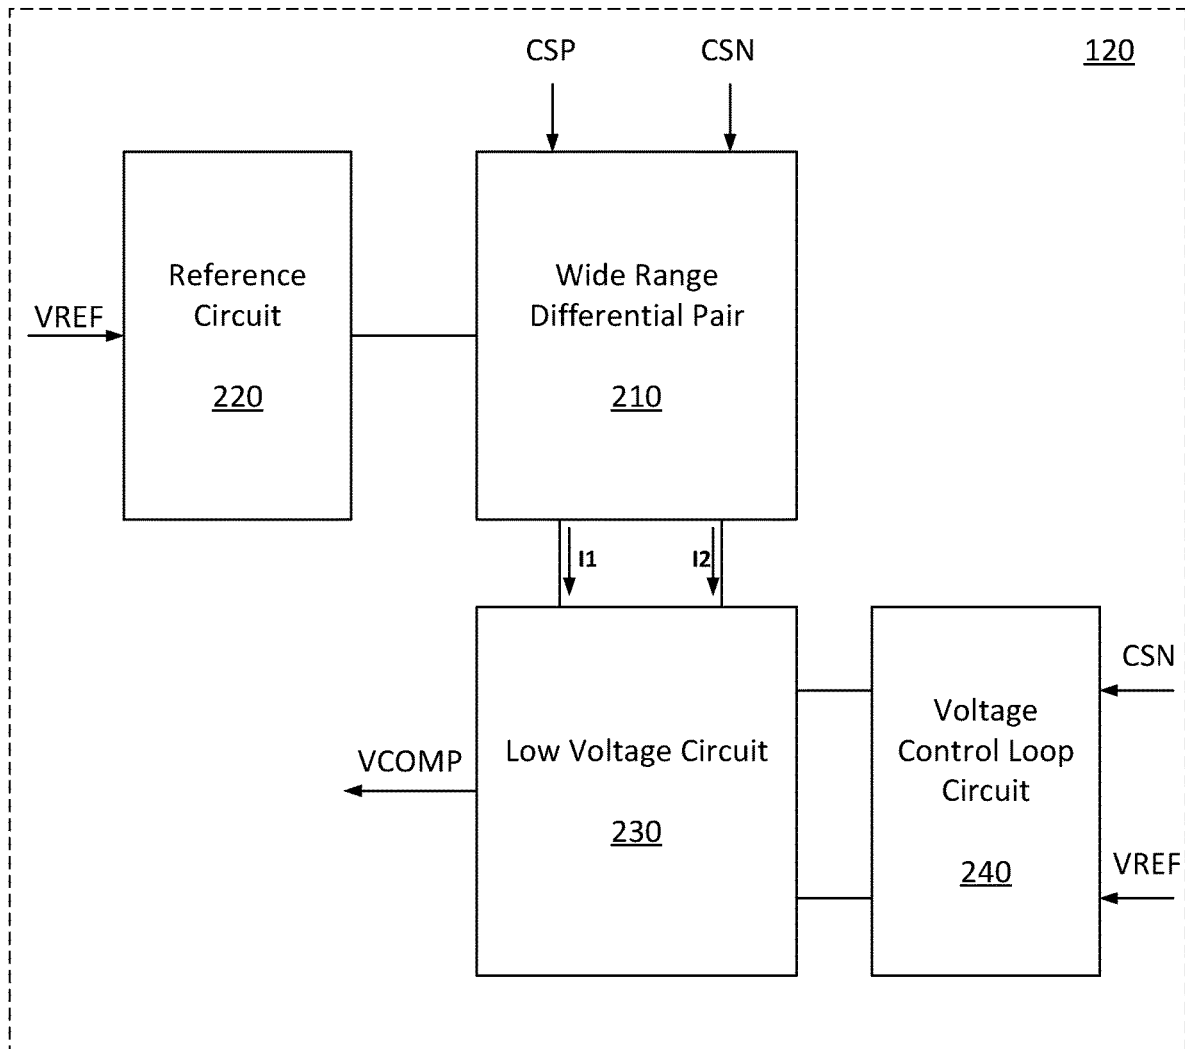 CSP CSN 120
Reference
Circuit
220
Wide Range
Differential Pair
210
VREF
I1 I2
Low Voltage Circuit
230
VCOMP
Voltage
Control Loop
Circuit
240
CSN
VREF